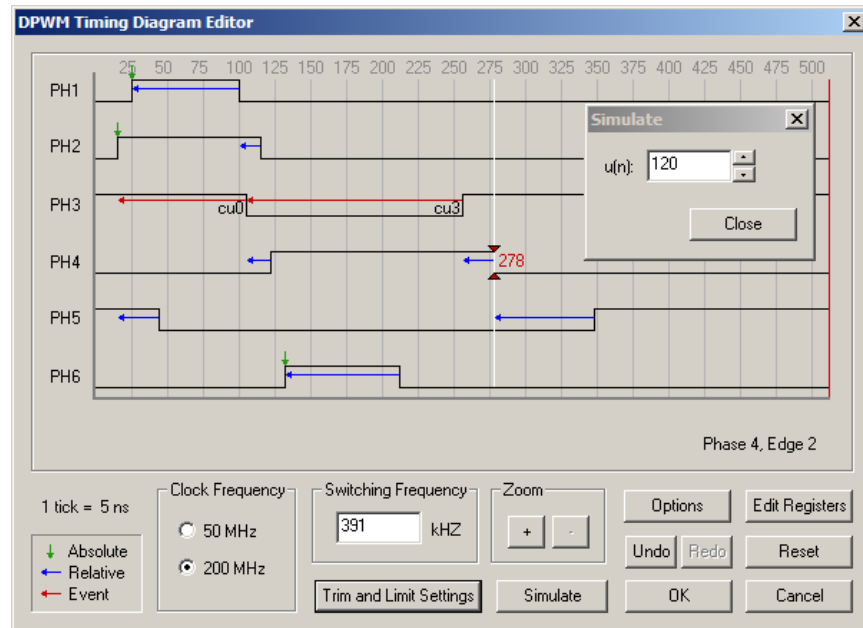 DPWM Timing Diagram Editor
25 50 75 100 125 150 175 200 225 250 275 300 325 350 375 400 425 450 475 500
PH1
Simulate
PH2
u(n): 120
PH3
cu0 cu3
Close
PH4
278
PH5
PH6
Phase 4, Edge 2
1 tick = 5 ns
Clock Frequency
50 MHz
200 MHz
Switching Frequency
391 kHZ
Zoom
+ -
Options
Edit Registers
Undo
Redo
Reset
Absolute
Relative
Event
Trim and Limit Settings
Simulate
OK
Cancel